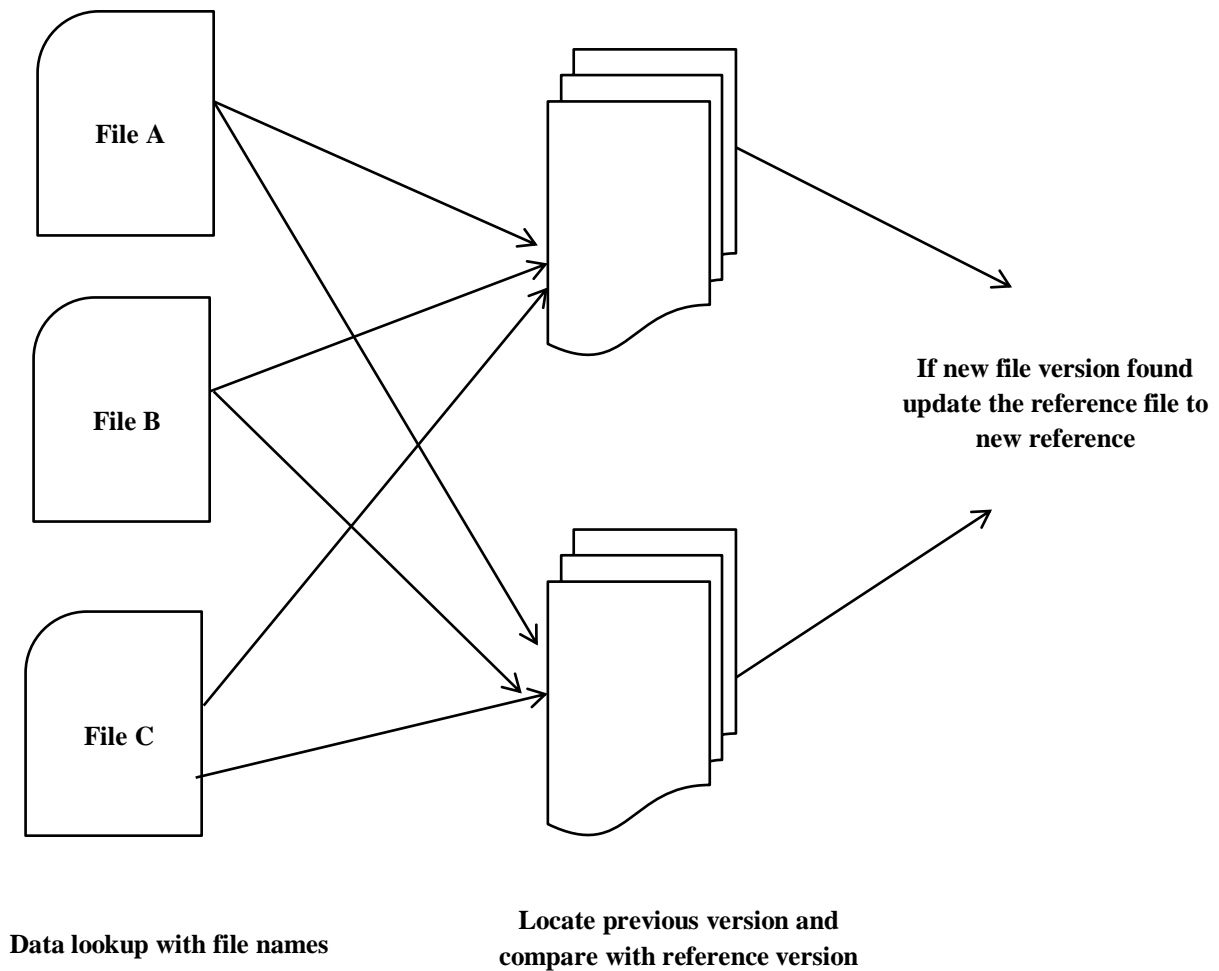 File A
File B
File C
If new file version found
update the reference file to
new reference
Data lookup with file names
Locate previous version and
compare with reference version